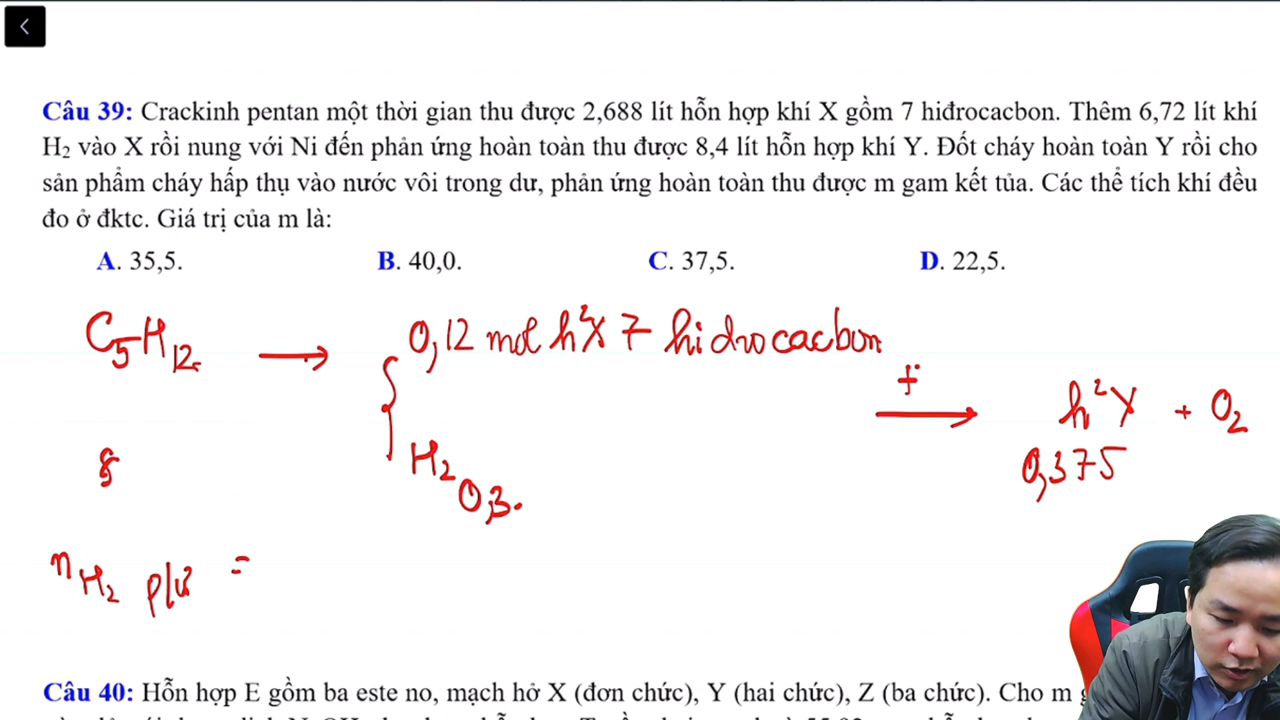 Câu 39: Crackinh pentan một thời gian thu được 2,688 lít hỗn hợp khí X gồm 7 hiđrocacbon. Thêm 6,72 lít khí
H₂ vào X rồi nung với Ni đến phản ứng hoàn toàn thu được 8,4 lít hỗn hợp khí Y. Đốt cháy hoàn toàn Y rồi cho
sản phẩm cháy hấp thụ vào nước vôi trong dư, phản ứng hoàn toàn thu được m gam kết tủa. Các thể tích khí đều
đo ở đktc. Giá trị của m là:
A. 35,5. B. 40,0. C. 37,5. D. 22,5.
C₅H₁₂ → 0,12 mol h²X 7 hidrocacbon
H₂ 0,3.
+ → h²Y + O₂
0,375
n H₂ p/ư =
Câu 40: Hỗn hợp E gồm ba este no, mạch hở X (đơn chức), Y (hai chức), Z (ba chức). Cho m